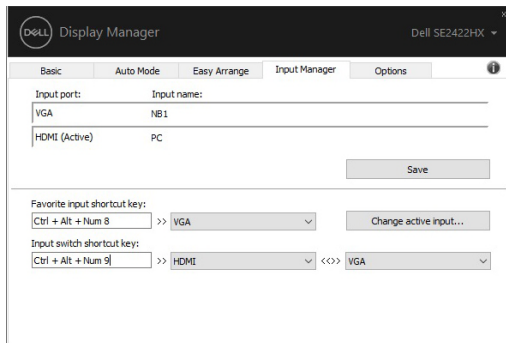 DELL Display Manager Dell SE2422HX
Basic Auto Mode Easy Arrange Input Manager Options
Input port: Input name:
VGA NB1
HDMI (Active) PC
Save
Favorite input shortcut key:
Ctrl + Alt + Num 8 >> VGA Change active input...
Input switch shortcut key:
Ctrl + Alt + Num 9 >> HDMI <<>> VGA